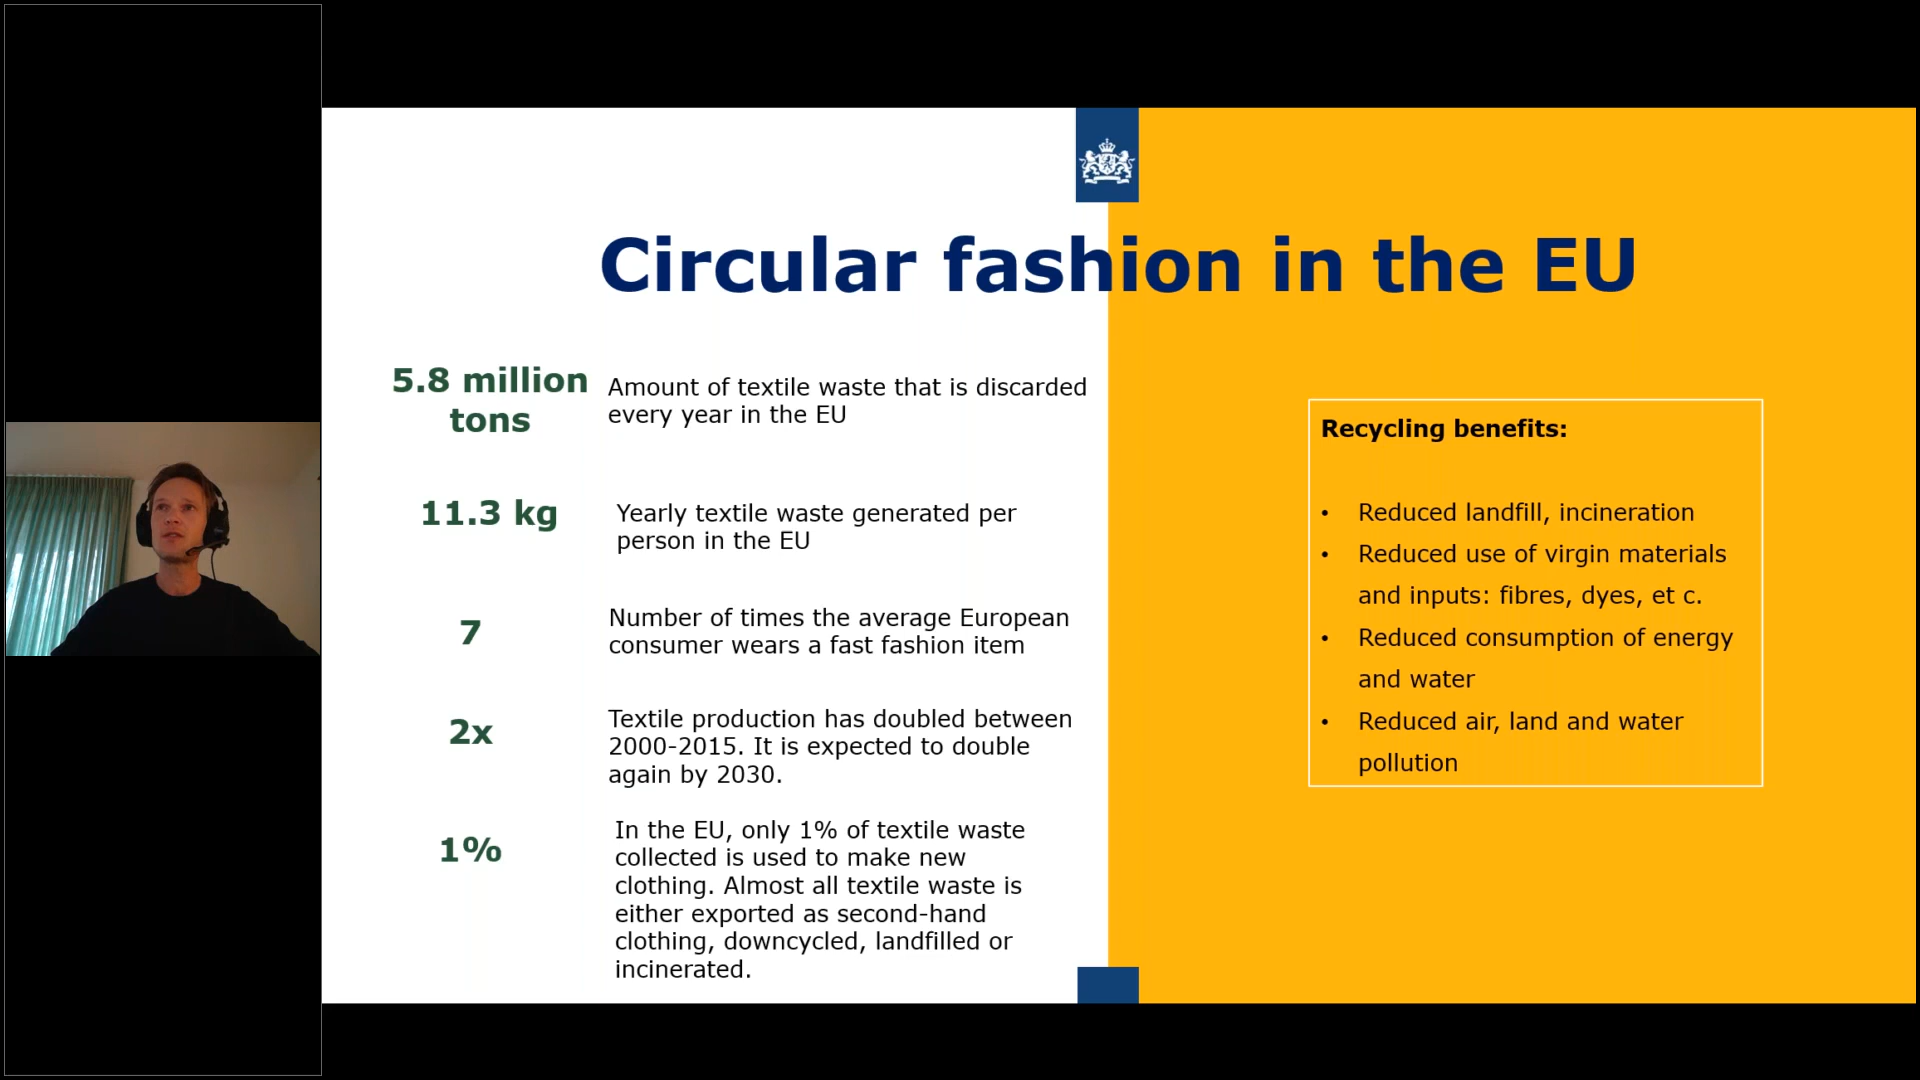 Circular fashion in the EU
5.8 million
tons
Amount of textile waste that is discarded
every year in the EU
11.3 kg
Yearly textile waste generated per
person in the EU
7
Number of times the average European
consumer wears a fast fashion item
2x
Textile production has doubled between
2000-2015. It is expected to double
again by 2030.
1%
In the EU, only 1% of textile waste
collected is used to make new
clothing. Almost all textile waste is
either exported as second-hand
clothing, downcycled, landfilled or
incinerated.
Recycling benefits:
• Reduced landfill, incineration
• Reduced use of virgin materials
and inputs: fibres, dyes, et c.
• Reduced consumption of energy
and water
• Reduced air, land and water
pollution